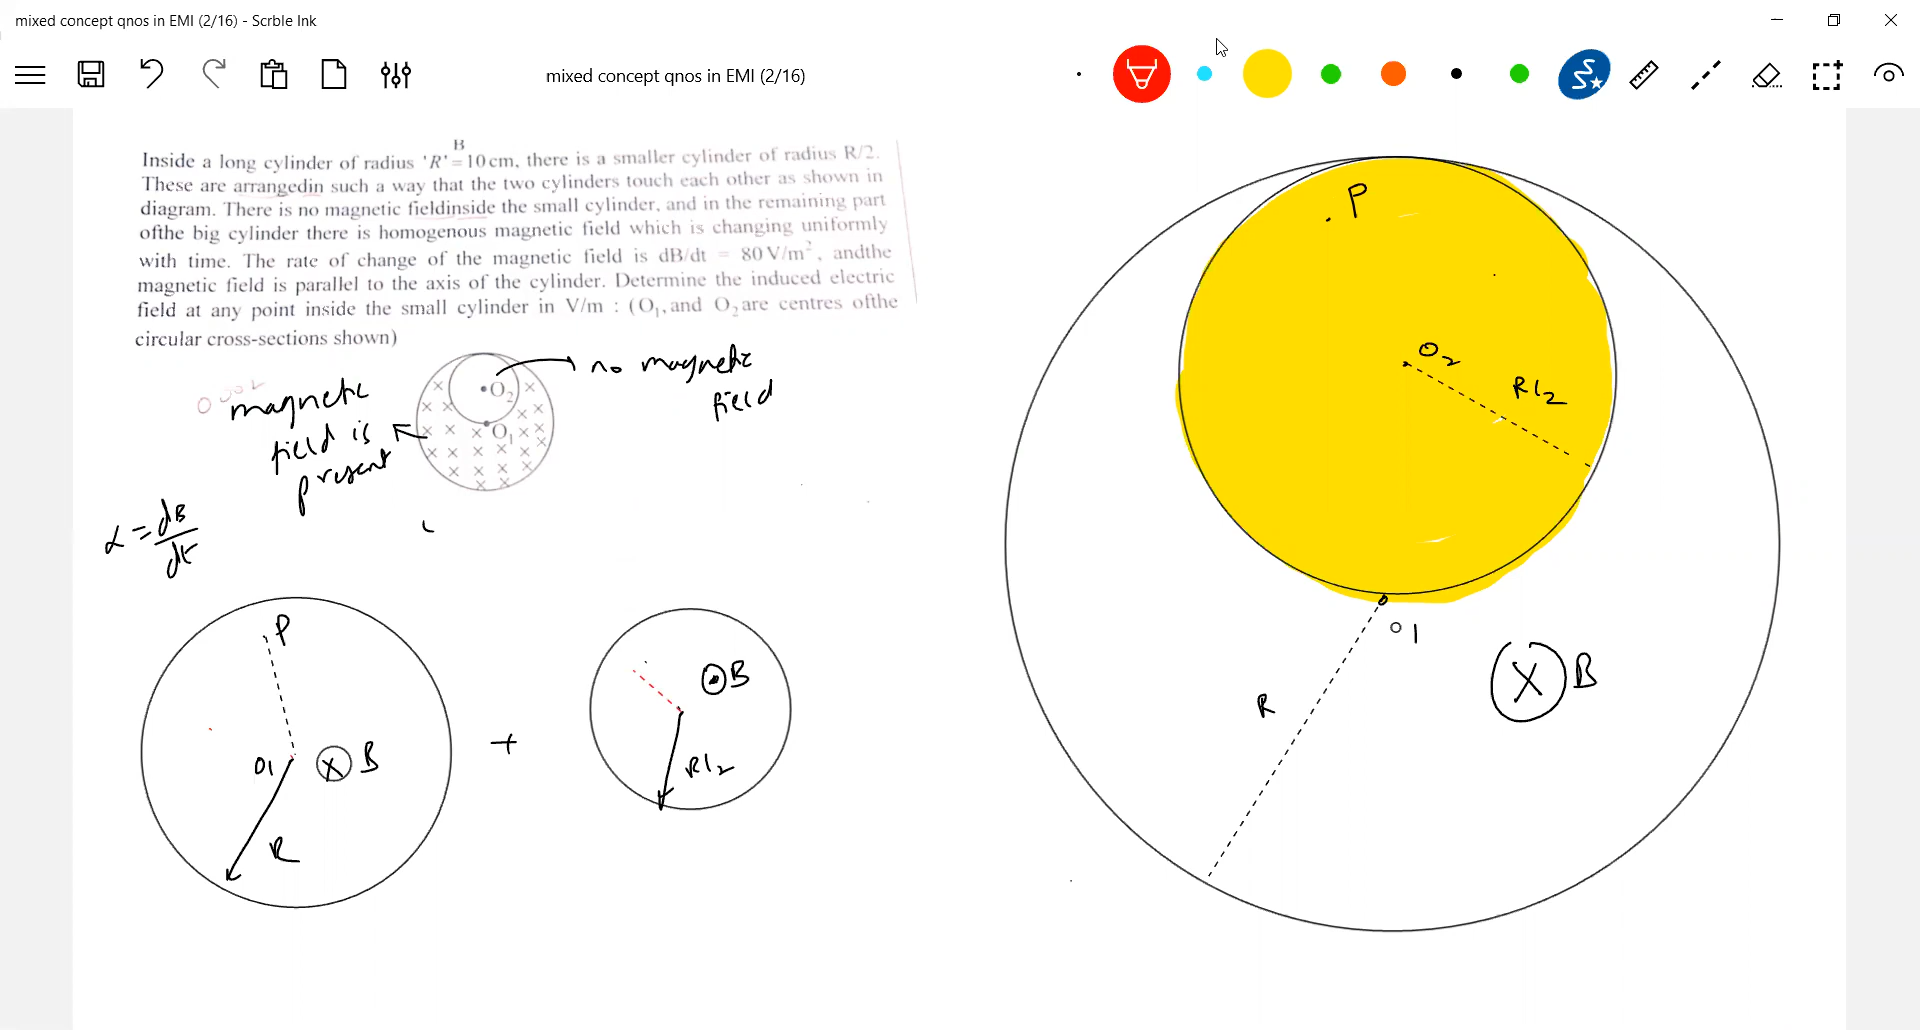 mixed concept qnos in EMI (2/16) - Scrble Ink
mixed concept qnos in EMI (2/16)
B
Inside a long cylinder of radius 'R'=10cm, there is a smaller cylinder of radius R/2.
These are arrangedin such a way that the two cylinders touch each other as shown in
diagram. There is no magnetic fieldinside the small cylinder, and in the remaining part
ofthe big cylinder there is homogenous magnetic field which is changing uniformly
with time. The rate of change of the magnetic field is dB/dt = 80 V/m², andthe
magnetic field is parallel to the axis of the cylinder. Determine the induced electric
field at any point inside the small cylinder in V/m : (O₁, and O₂ are centres ofthe
circular cross-sections shown)
no magnetic
field
magnetic
field is
present
O₂
O₁
α = dB/dt
P
O1
⊗ B
R
+
⊙ B
R/2
P
O2
R/2
O1
R
⊗ B